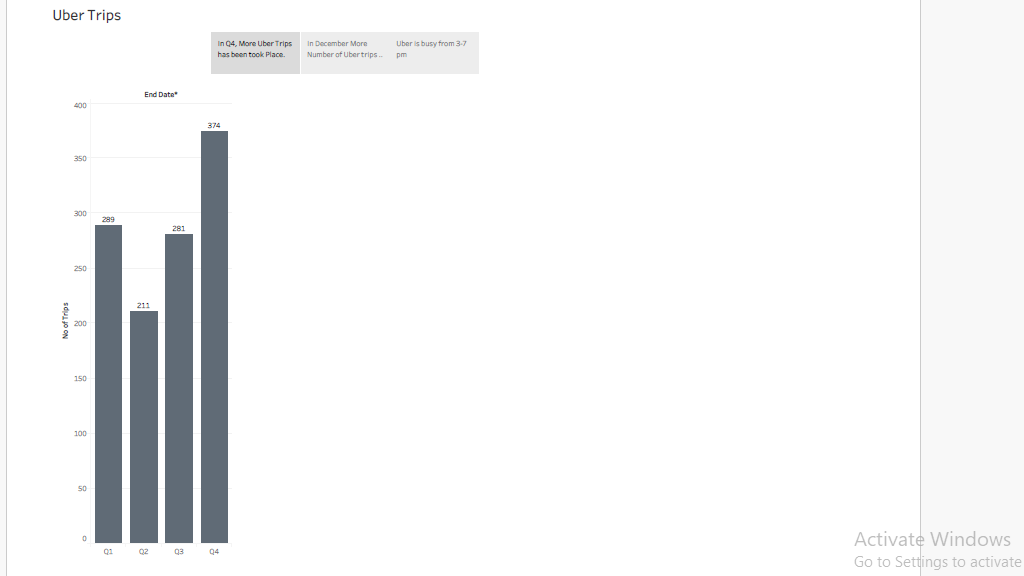 Uber Trips
In Q4, More Uber Trips
has been took Place.
In December More
Number of Uber trips ..
Uber is busy from 3-7
pm
End Date*
400
350
300
250
200
150
100
50
0
No of Trips
289
211
281
374
Q1
Q2
Q3
Q4
Activate Windows
Go to Settings to activate